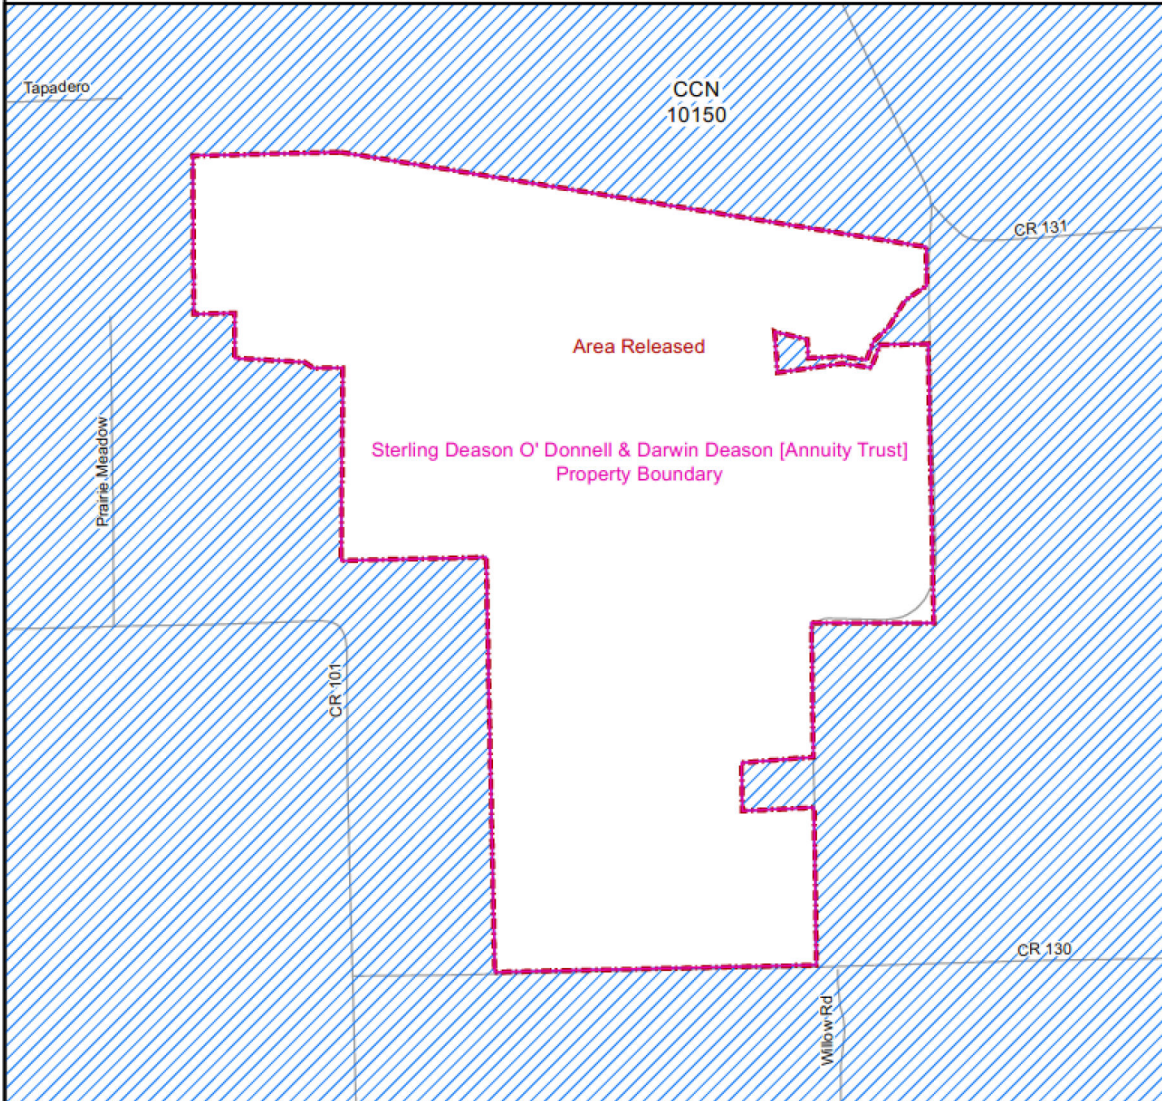 Tapadero
CCN
10150
CR 131
Area Released
Sterling Deason O' Donnell & Darwin Deason [Annuity Trust]
Property Boundary
Prairie Meadow
CR 101
CR 130
Willow Rd